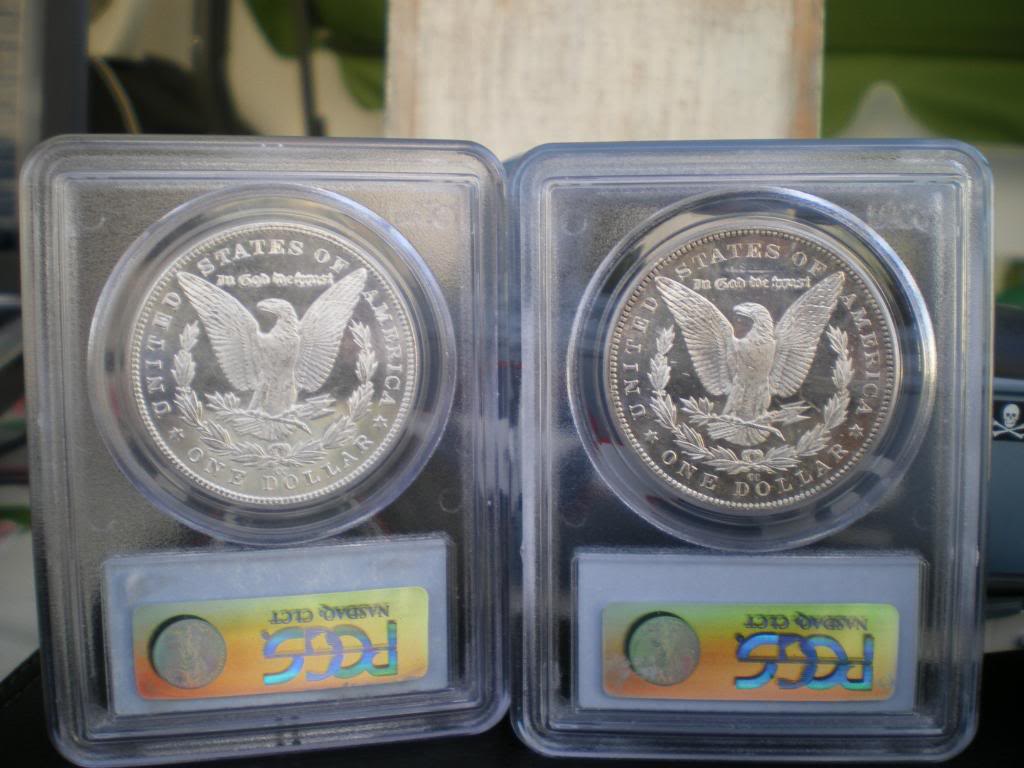 UNITED STATES OF AMERICA
In God we trust
ONE DOLLAR
NASDAQ: CLCT
PCGS
UNITED STATES OF AMERICA
In God we trust
CC
ONE DOLLAR
NASDAQ: CLCT
PCGS